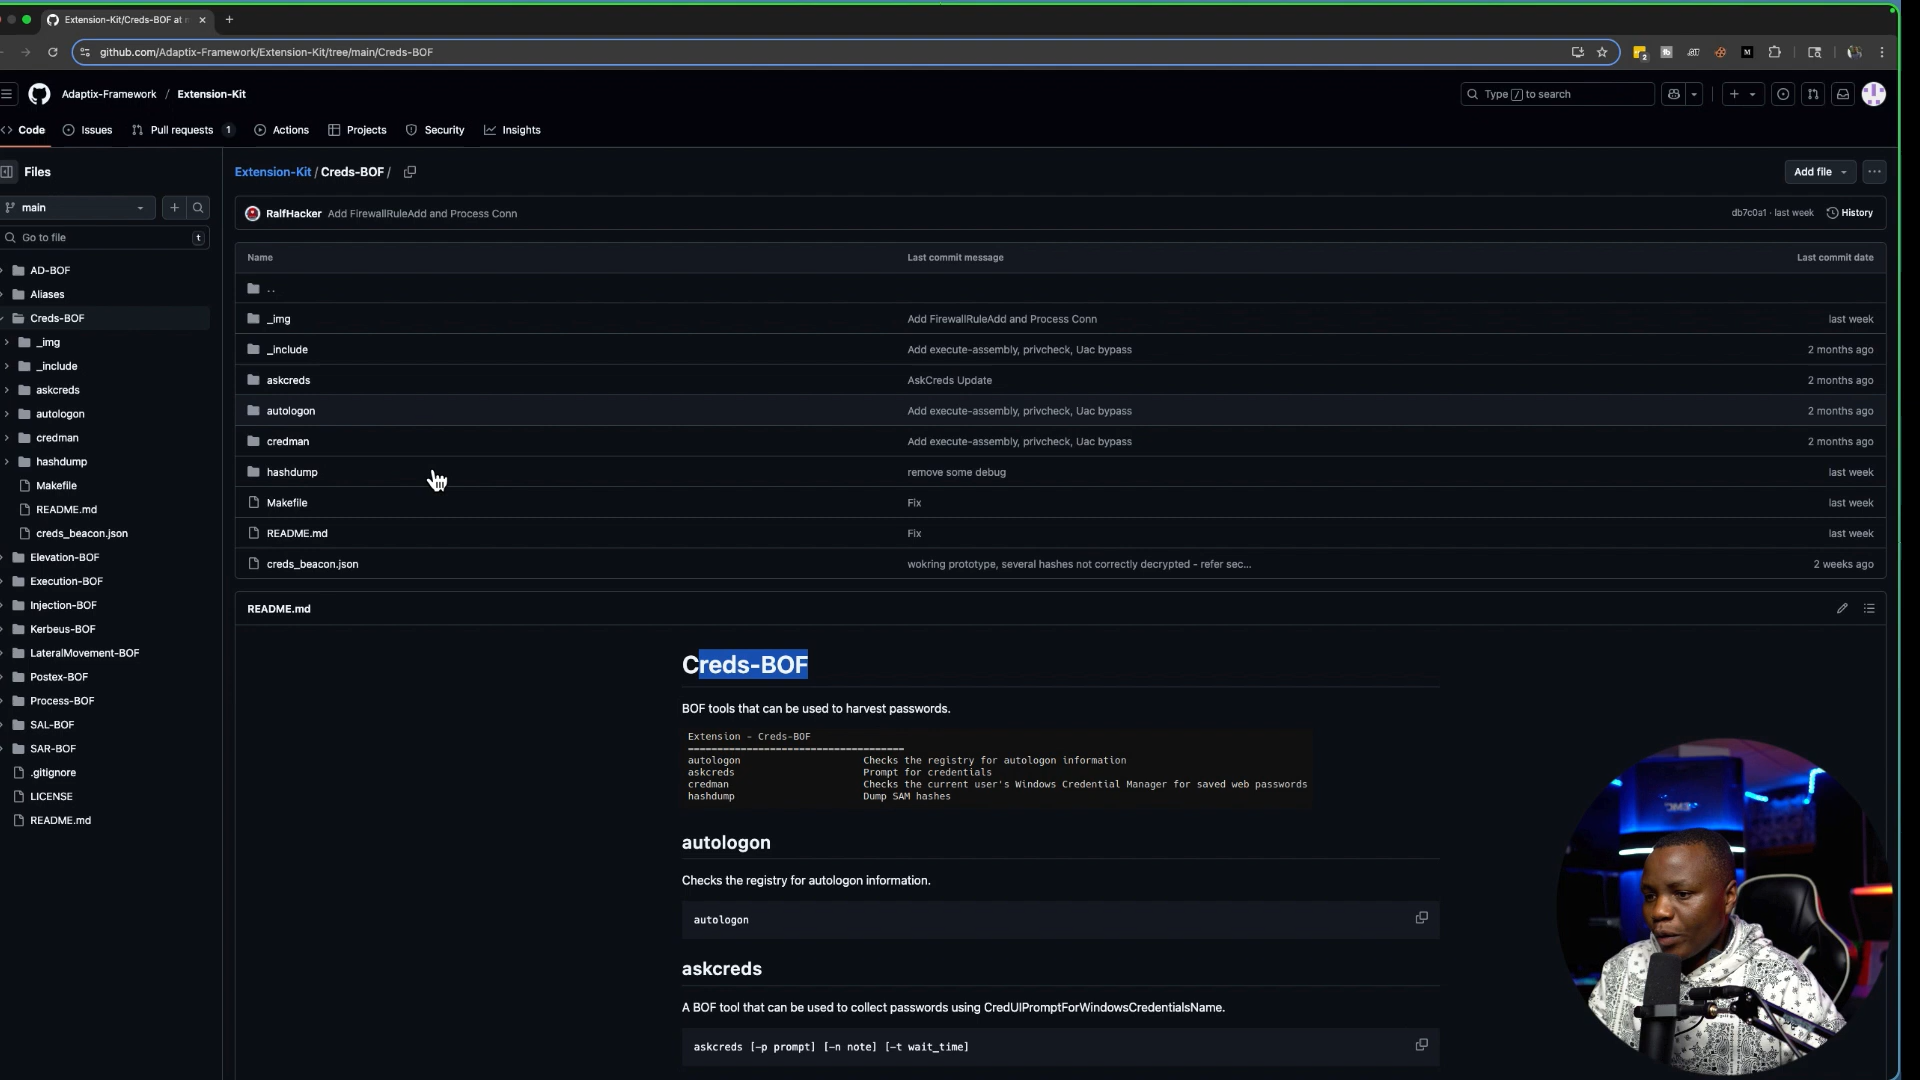 Extension-Kit/Creds-BOF at
github.com/Adaptix-Framework/Extension-Kit/tree/main/Creds-BOF
2
Adaptix-Framework / Extension-Kit
Type / to search
Code
Issues
Pull requests 1
Actions
Projects
Security
Insights
Files
main
Go to file
t
AD-BOF
Aliases
Creds-BOF
_img
_include
askcreds
autologon
credman
hashdump
Makefile
README.md
creds_beacon.json
Elevation-BOF
Execution-BOF
Injection-BOF
Kerbeus-BOF
LateralMovement-BOF
Postex-BOF
Process-BOF
SAL-BOF
SAR-BOF
.gitignore
LICENSE
README.md
Extension-Kit / Creds-BOF /
Add file
RalfHacker Add FirewallRuleAdd and Process Conn
db7c0a1 · last week
History
Name Last commit message Last commit date
..
_img Add FirewallRuleAdd and Process Conn last week
_include Add execute-assembly, privcheck, Uac bypass 2 months ago
askcreds AskCreds Update 2 months ago
autologon Add execute-assembly, privcheck, Uac bypass 2 months ago
credman Add execute-assembly, privcheck, Uac bypass 2 months ago
hashdump remove some debug last week
Makefile Fix last week
README.md Fix last week
creds_beacon.json wokring prototype, several hashes not correctly decrypted - refer sec... 2 weeks ago
README.md
Creds-BOF
BOF tools that can be used to harvest passwords.
Extension - Creds-BOF
=====================================
autologon Checks the registry for autologon information
askcreds Prompt for credentials
credman Checks the current user's Windows Credential Manager for saved web passwords
hashdump Dump SAM hashes
autologon
Checks the registry for autologon information.
autologon
askcreds
A BOF tool that can be used to collect passwords using CredUIPromptForWindowsCredentialsName.
askcreds [-p prompt] [-n note] [-t wait_time]